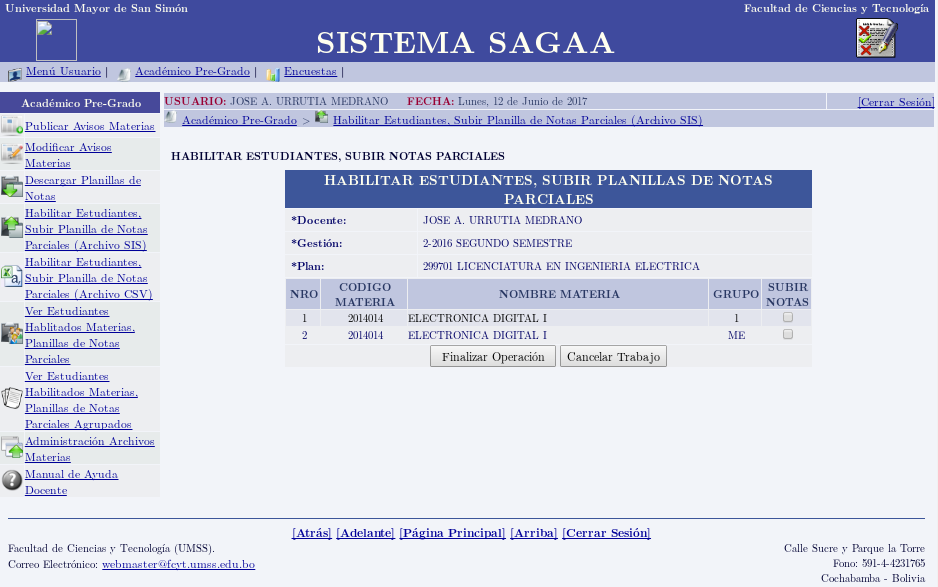 Universidad Mayor de San Simón
Facultad de Ciencias y Tecnología
SISTEMA SAGAA
Menú Usuario | Académico Pre-Grado | Encuestas |
Académico Pre-Grado
Publicar Avisos Materias
Modificar Avisos
Materias
Descargar Planillas de
Notas
Habilitar Estudiantes,
Subir Planilla de Notas
Parciales (Archivo SIS)
Habilitar Estudiantes,
Subir Planilla de Notas
Parciales (Archivo CSV)
Ver Estudiantes
Hablitados Materias,
Planillas de Notas
Parciales
Ver Estudiantes
Habilitados Materias,
Planillas de Notas
Parciales Agrupados
Administración Archivos
Materias
Manual de Ayuda
Docente
USUARIO: JOSE A. URRUTIA MEDRANO FECHA: Lunes, 12 de Junio de 2017 [Cerrar Sesión]
Académico Pre-Grado > Habilitar Estudiantes, Subir Planilla de Notas Parciales (Archivo SIS)
HABILITAR ESTUDIANTES, SUBIR NOTAS PARCIALES
HABILITAR ESTUDIANTES, SUBIR PLANILLAS DE NOTAS
PARCIALES
*Docente: JOSE A. URRUTIA MEDRANO
*Gestión: 2-2016 SEGUNDO SEMESTRE
*Plan: 299701 LICENCIATURA EN INGENIERIA ELECTRICA
NRO CODIGO MATERIA NOMBRE MATERIA GRUPO SUBIR NOTAS
1 2014014 ELECTRONICA DIGITAL I 1
2 2014014 ELECTRONICA DIGITAL I ME
Finalizar Operación Cancelar Trabajo
[Atrás] [Adelante] [Página Principal] [Arriba] [Cerrar Sesión]
Facultad de Ciencias y Tecnología (UMSS).
Correo Electrónico: webmaster@fcyt.umss.edu.bo
Calle Sucre y Parque la Torre
Fono: 591-4-4231765
Cochabamba - Bolivia